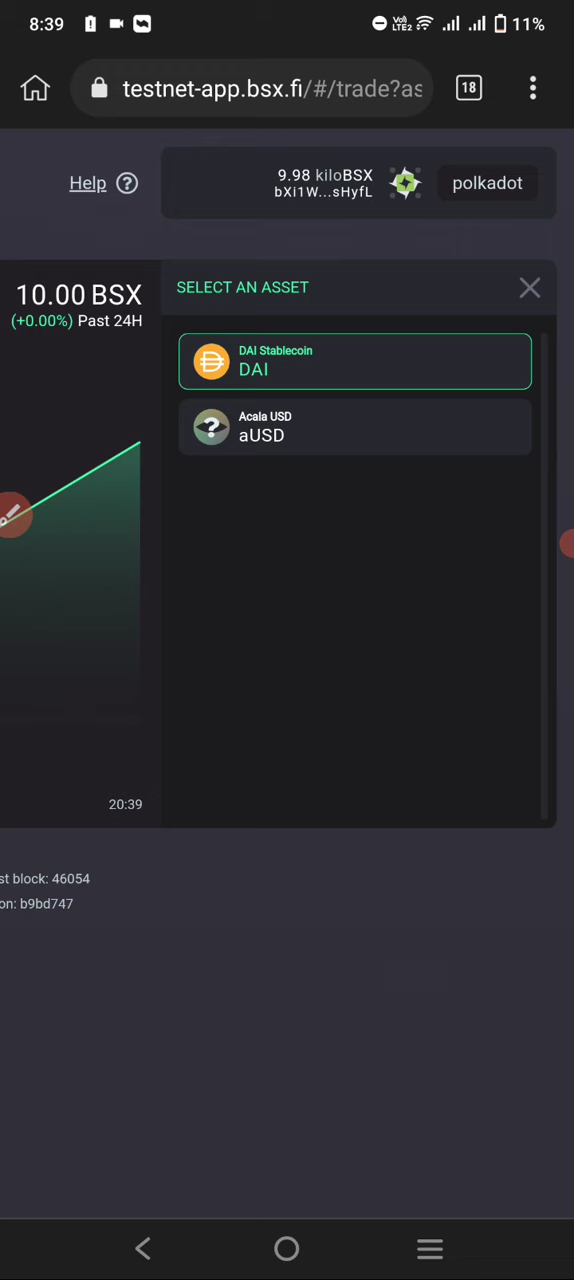 8:39
Vo) LTE2
11%
testnet-app.bsx.fi/#/trade?as
18
Help ?
9.98 kiloBSX
bXi1W...sHyfL
polkadot
10.00 BSX
(+0.00%) Past 24H
SELECT AN ASSET
DAI Stablecoin
DAI
Acala USD
aUSD
20:39
st block: 46054
on: b9bd747